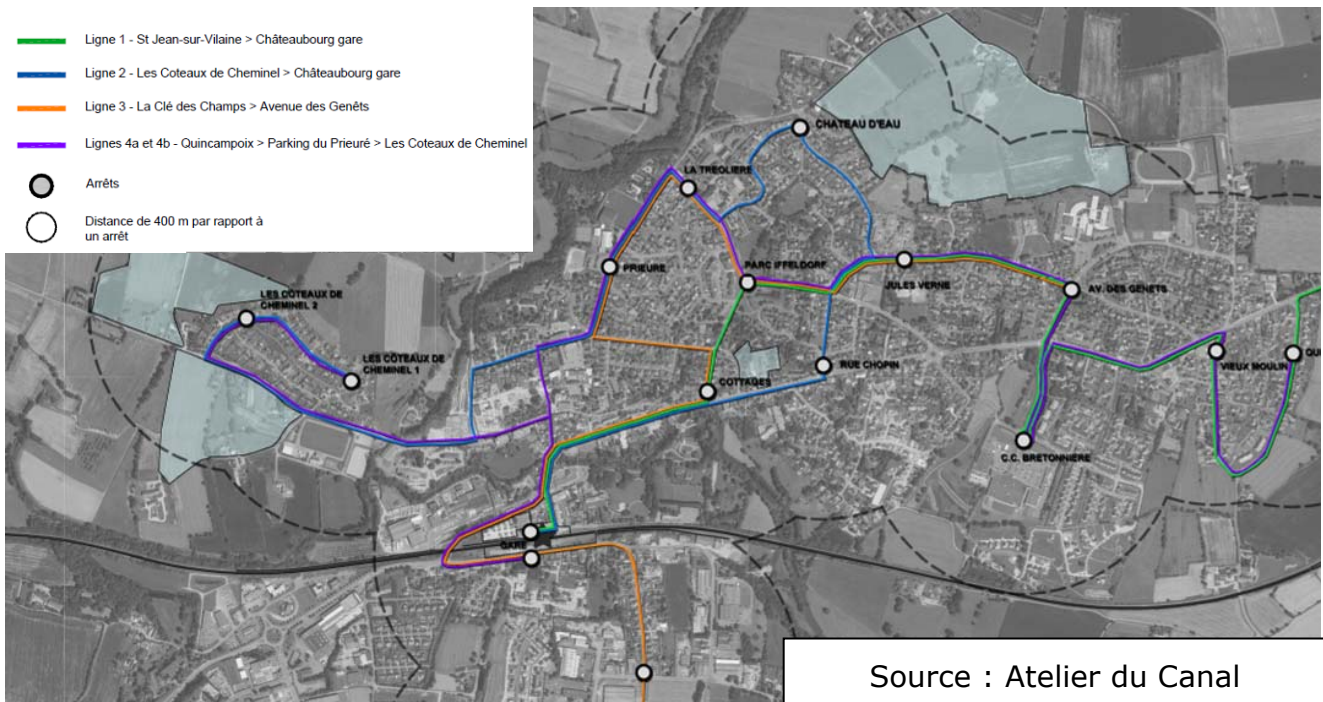 Ligne 1 - St Jean-sur-Vilaine > Châteaubourg gare
Ligne 2 - Les Coteaux de Cheminel > Châteaubourg gare
Ligne 3 - La Clé des Champs > Avenue des Genêts
Lignes 4a et 4b - Quincampoix > Parking du Prieuré > Les Coteaux de Cheminel
Arrêts
Distance de 400 m par rapport à
un arrêt
CHATEAU D'EAU
LA TREOLIERE
PRIEURE
PARC IFFELDORF
JULES VERNE
AV. DES GENETS
LES CÔTEAUX DE
CHEMINEL 2
LES CÔTEAUX DE
CHEMINEL 1
COTTAGES
RUE CHOPIN
VIEUX MOULIN
QUI
C.C. BRETONNIERE
GARE
Source : Atelier du Canal